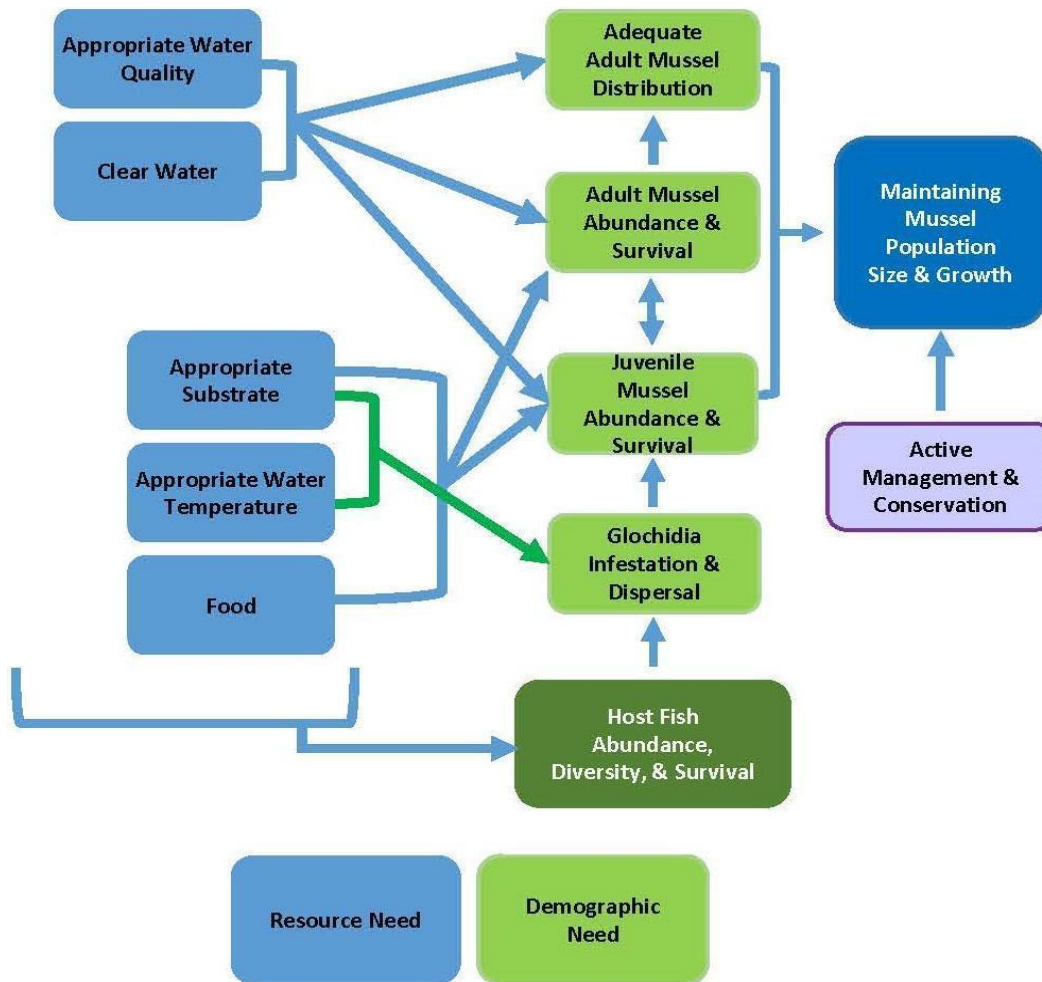 Appropriate Water
Quality
Clear Water
Appropriate
Substrate
Appropriate Water
Temperature
Food
Adequate
Adult Mussel
Distribution
Adult Mussel
Abundance &
Survival
Juvenile
Mussel
Abundance &
Survival
Glochidia
Infestation &
Dispersal
Host Fish
Abundance,
Diversity, & Survival
Maintaining
Mussel
Population
Size & Growth
Active
Management &
Conservation
Resource Need
Demographic
Need